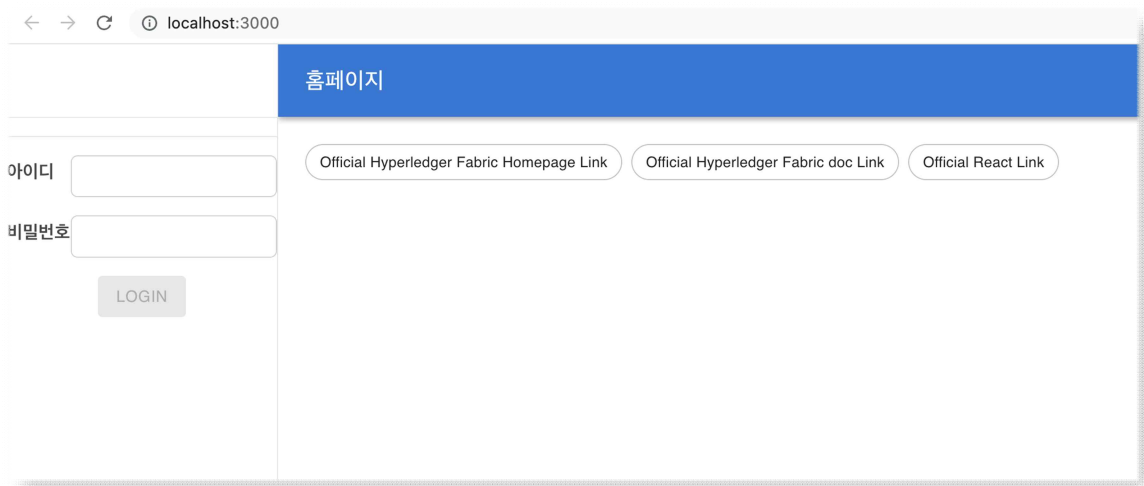 localhost:3000
홈페이지
아이디
비밀번호
LOGIN
Official Hyperledger Fabric Homepage Link
Official Hyperledger Fabric doc Link
Official React Link